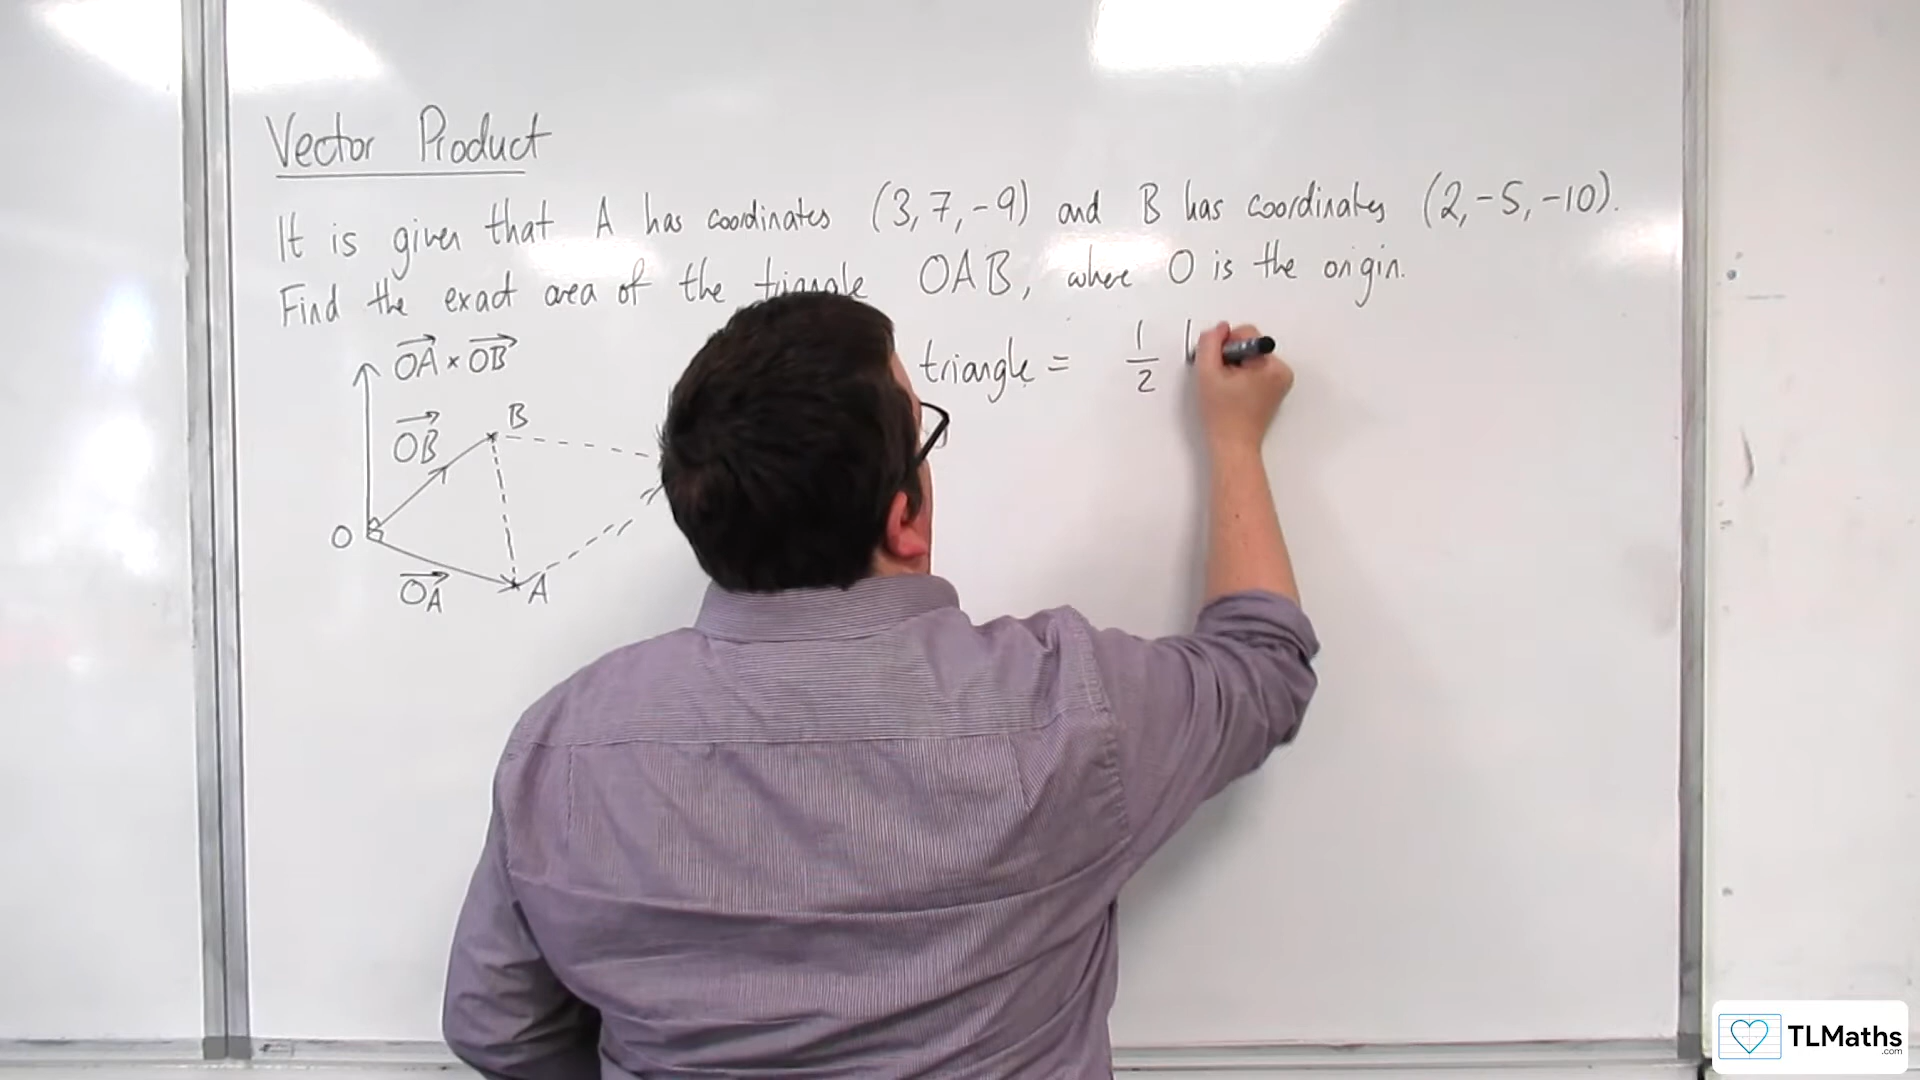 Vector Product
It is given that A has coordinates (3, 7, -9) and B has coordinates (2, -5, -10).
Find the exact area of the triangle OAB, where O is the origin.
OA × OB
triangle = 1/2
OB
B
O
OA
A
TLMaths
.com